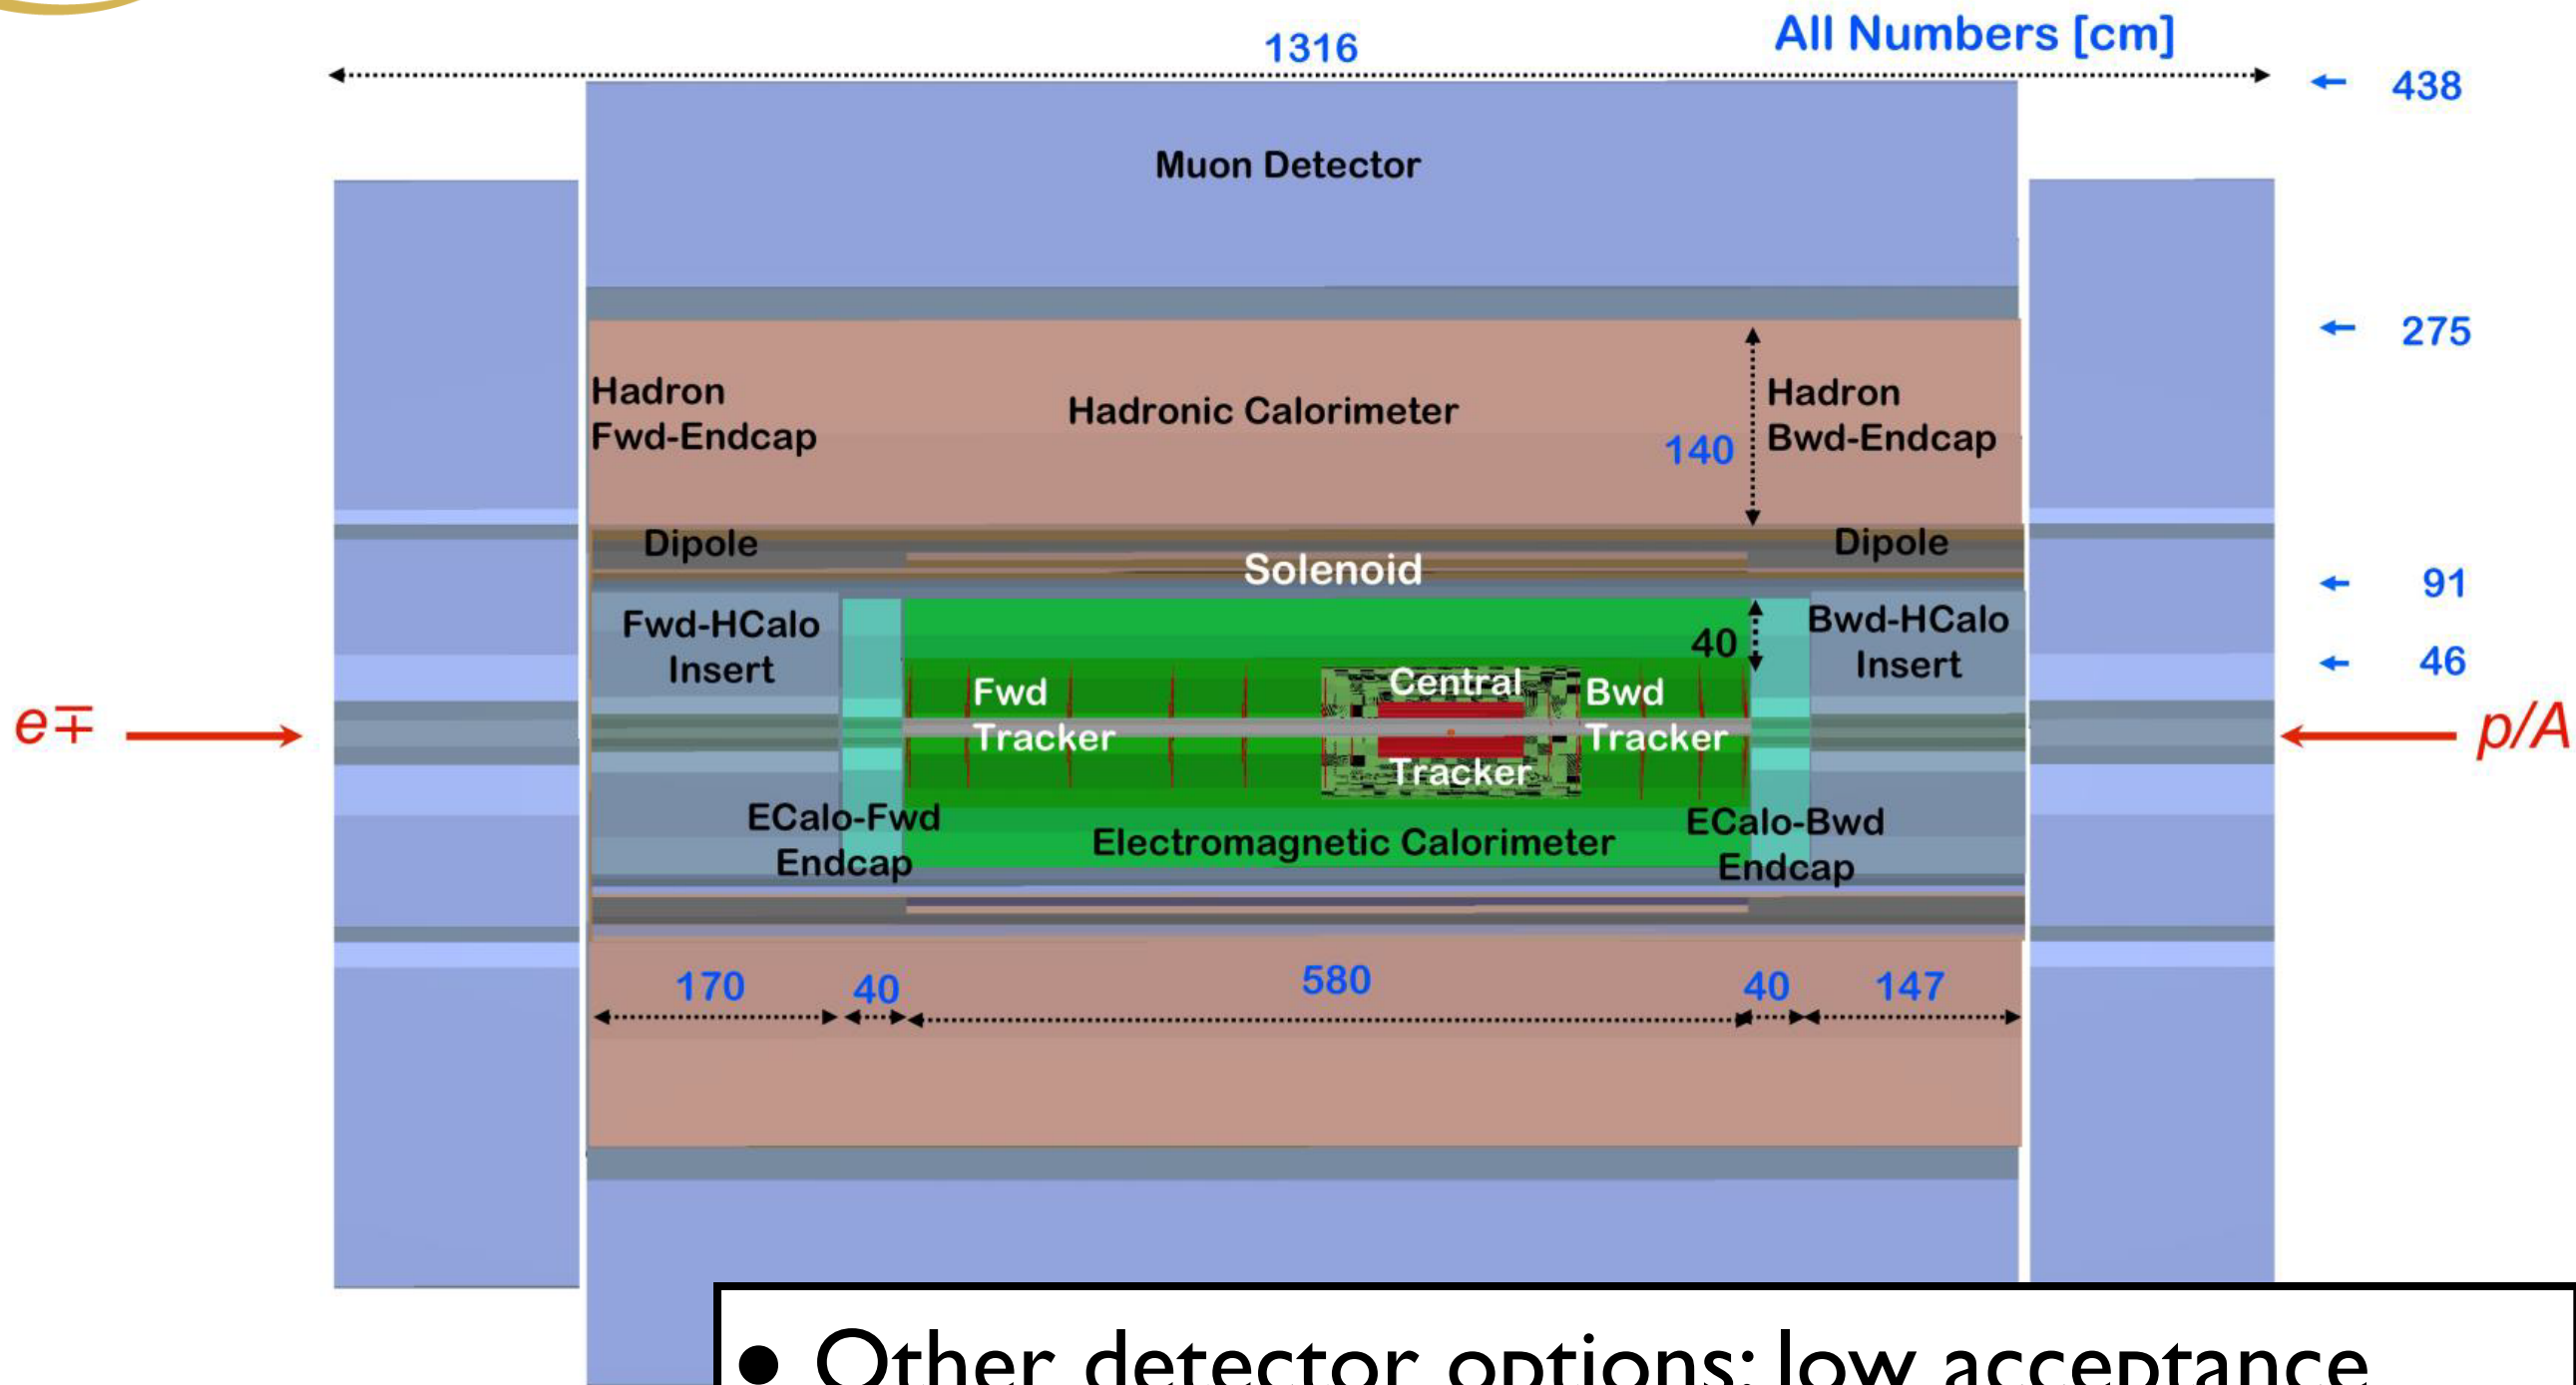 1316
All Numbers [cm]
438
Muon Detector
275
Hadron
Fwd-Endcap
Hadronic Calorimeter
140
Hadron
Bwd-Endcap
Dipole
Solenoid
Dipole
91
Fwd-HCalo
Insert
40
Bwd-HCalo
Insert
46
Fwd
Tracker
Central
Tracker
Bwd
Tracker
e∓
p/A
ECalo-Fwd
Endcap
Electromagnetic Calorimeter
ECalo-Bwd
Endcap
170
40
580
40
147
• Other detector options: low acceptance